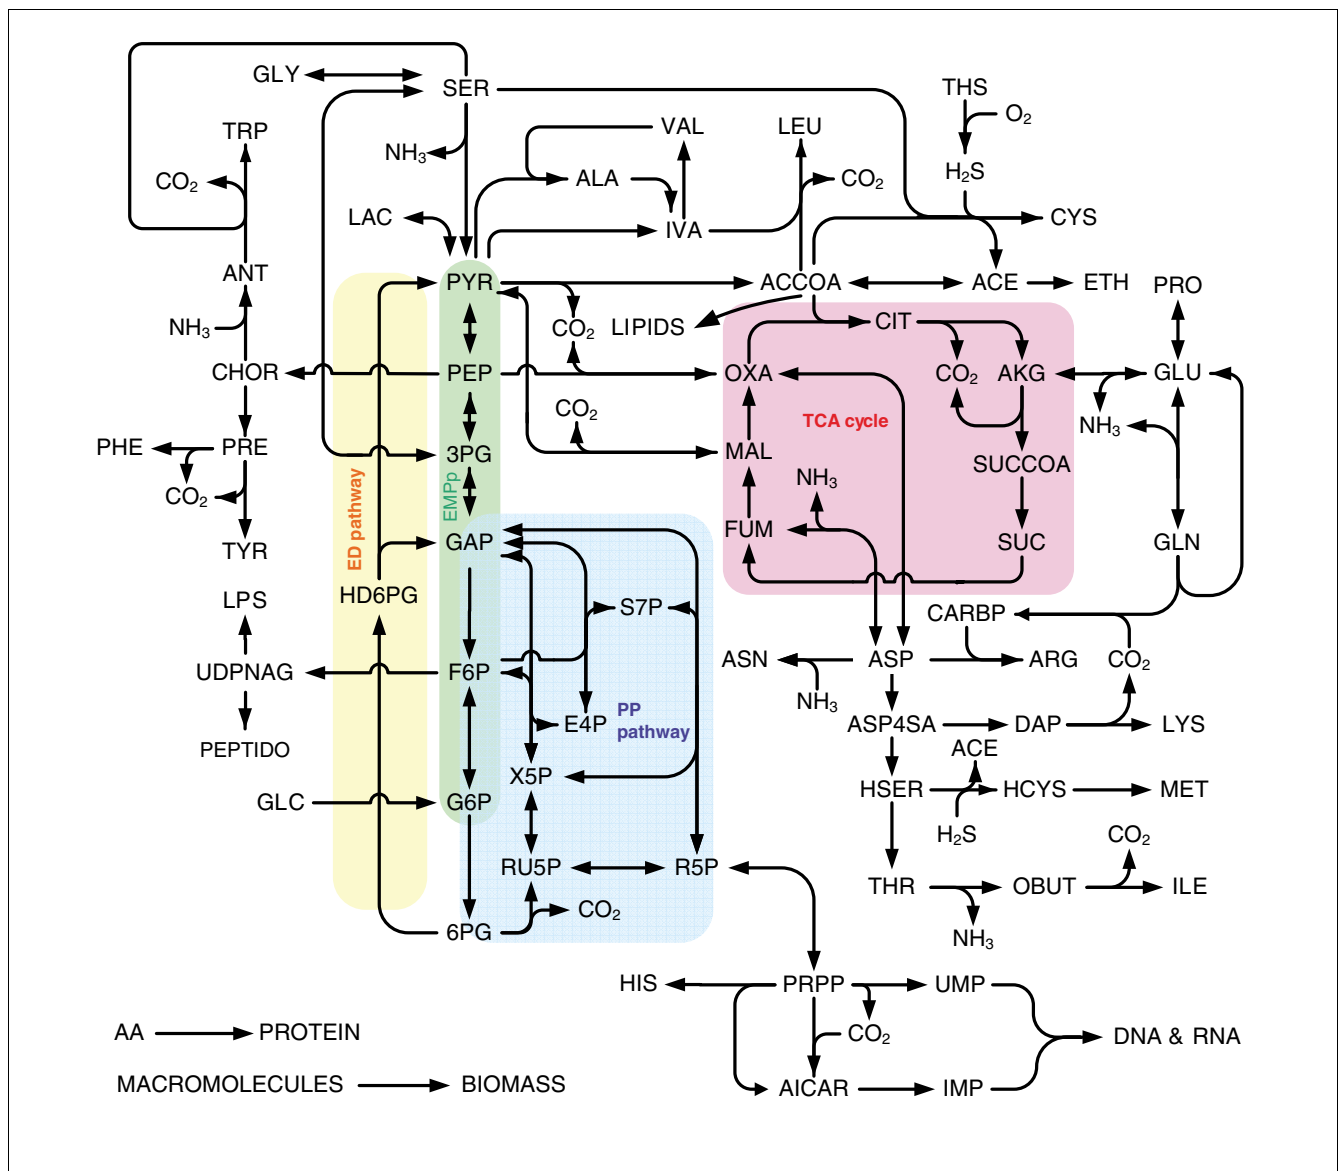 GLY
SER
THS
O₂
TRP
NH₃
VAL
LEU
CO₂
ALA
CO₂
H₂S
LAC
IVA
CYS
ANT
PYR
ACCOA
ACE
ETH
PRO
NH₃
CO₂
LIPIDS
CIT
CHOR
PEP
OXA
CO₂
AKG
GLU
CO₂
TCA cycle
NH₃
PHE
PRE
3PG
MAL
SUCCOA
CO₂
ED pathway
EMPp
NH₃
TYR
GAP
FUM
SUC
GLN
LPS
HD6PG
S7P
CARBP
UDPNAG
F6P
ASN
ASP
ARG
CO₂
NH₃
E4P
PP
pathway
ASP4SA
DAP
LYS
PEPTIDO
ACE
X5P
GLC
G6P
HSER
HCYS
MET
H₂S
CO₂
RU5P
R5P
THR
OBUT
ILE
CO₂
6PG
NH₃
HIS
PRPP
UMP
AA
PROTEIN
CO₂
DNA & RNA
MACROMOLECULES
BIOMASS
AICAR
IMP